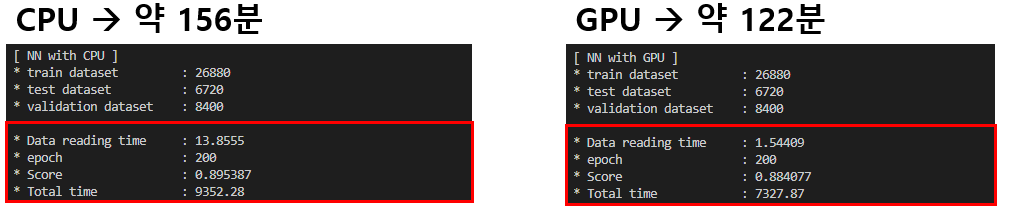 CPU → 약 156분
[ NN with CPU ]
* train dataset : 26880
* test dataset : 6720
* validation dataset : 8400
* Data reading time : 13.8555
* epoch : 200
* Score : 0.895387
* Total time : 9352.28
GPU → 약 122분
[ NN with GPU ]
* train dataset : 26880
* test dataset : 6720
* validation dataset : 8400
* Data reading time : 1.54409
* epoch : 200
* Score : 0.884077
* Total time : 7327.87